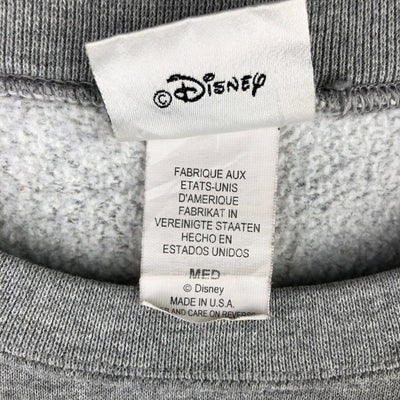 © Disney
FABRIQUE AUX
ETATS-UNIS
D'AMERIQUE
FABRIKAT IN
VEREINIGTE STAATEN
HECHO EN
ESTADOS UNIDOS
MED
© Disney
MADE IN U.S.A.
AND CARE ON REVERSE